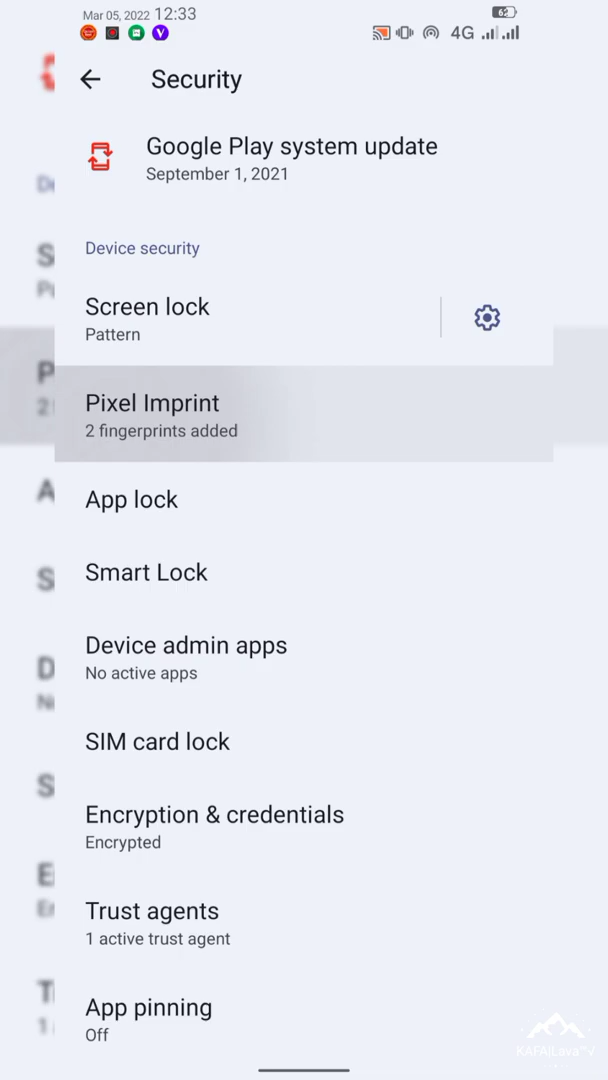 Mar 05, 2022 12:33
62
4G
Security
Google Play system update
September 1, 2021
Device security
Screen lock
Pattern
Pixel Imprint
2 fingerprints added
App lock
Smart Lock
Device admin apps
No active apps
SIM card lock
Encryption & credentials
Encrypted
Trust agents
1 active trust agent
App pinning
Off